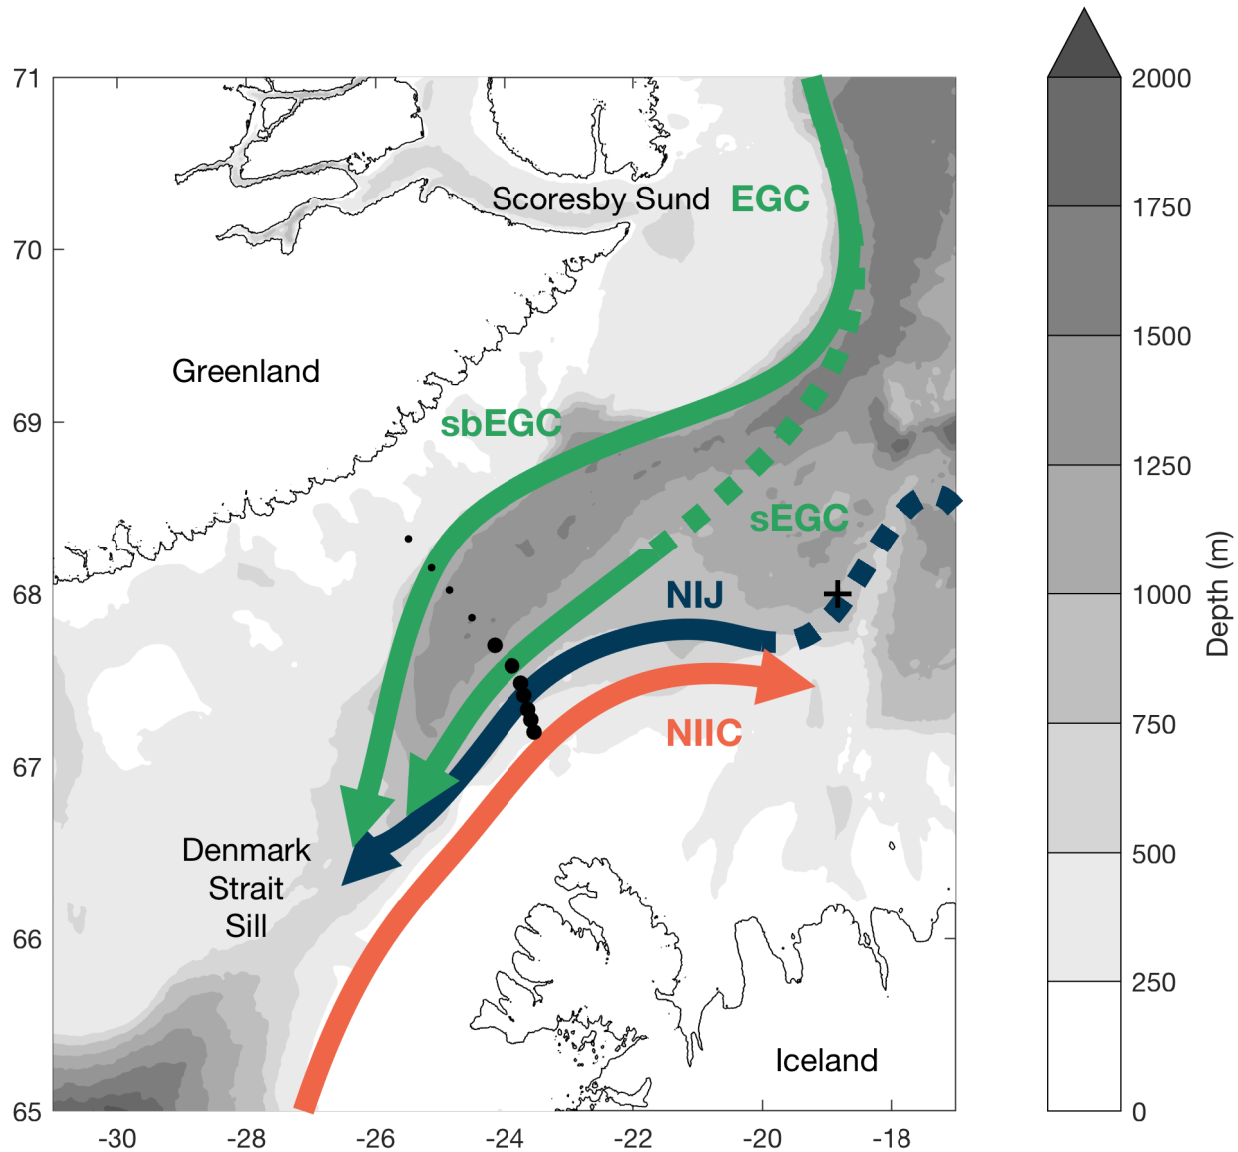 71
70
69
68
67
66
65
-30
-28
-26
-24
-22
-20
-18
Scoresby Sund
EGC
Greenland
sbEGC
sEGC
NIJ
NIIC
Denmark
Strait
Sill
Iceland
2000
1750
1500
1250
1000
750
500
250
0
Depth (m)